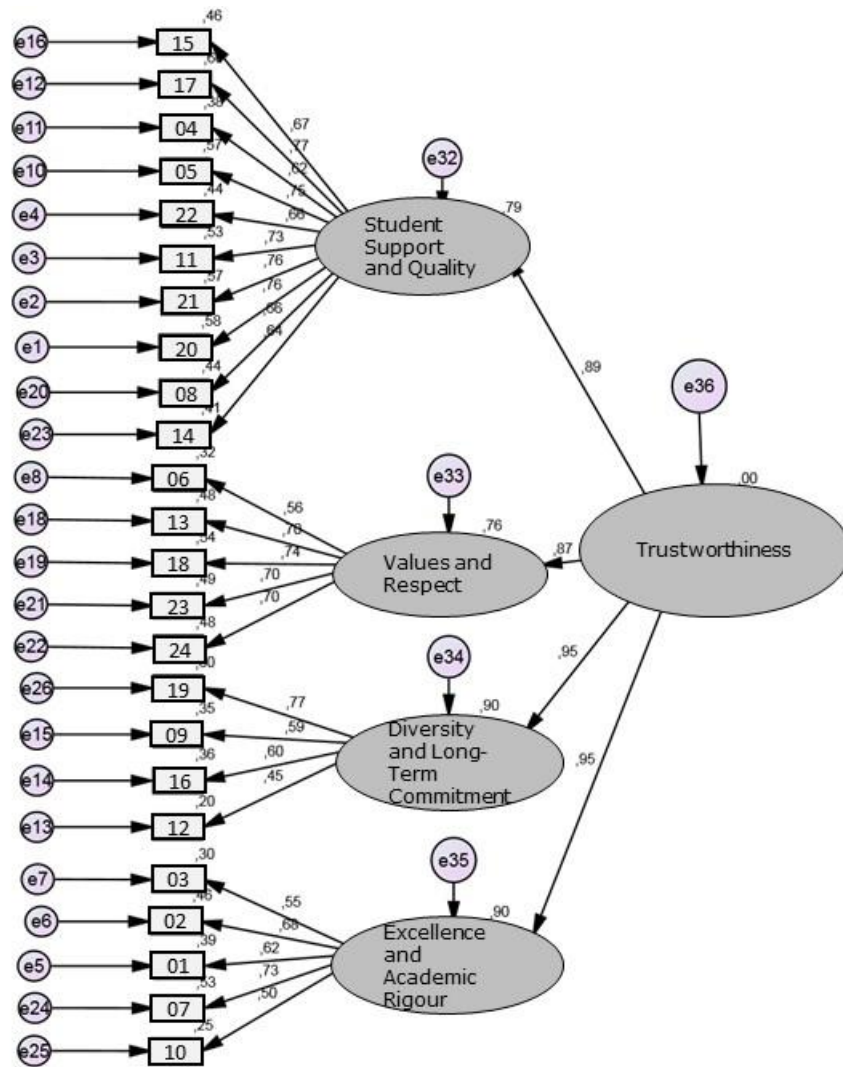 ,46
e16
15
e12
17
,38
e11
04
,57
e10
05
,44
e4
22
,53
e3
11
,57
e2
21
,58
e1
20
,44
e20
08
,41
e23
14
,67
,77
,62
,75
,66
,73
,76
,76
,66
,64
e32
,79
Student
Support
and Quality
,89
e36
,00
Trustworthiness
,32
e8
06
,48
e18
13
,54
e19
18
,49
e21
23
,48
e22
24
,56
,70
,74
,70
,70
e33
,76
Values and
Respect
,87
e26
19
,35
e15
09
,36
e14
16
,20
e13
12
,77
,59
,60
,45
e34
,90
Diversity
and Long-
Term
Commitment
,95
,95
,30
e7
03
,46
e6
02
,39
e5
01
,53
e24
07
,25
e25
10
,55
,68
,62
,73
,50
e35
,90
Excellence
and
Academic
Rigour